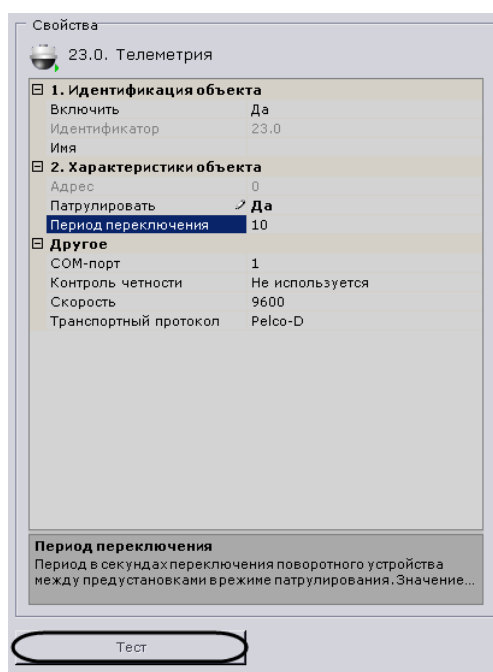 Свойства
23.0. Телеметрия
1. Идентификация объекта
Включить Да
Идентификатор 23.0
Имя
2. Характеристики объекта
Адрес 0
Патрулировать Да
Период переключения 10
Другое
COM-порт 1
Контроль четности Не используется
Скорость 9600
Транспортный протокол Pelco-D
Период переключения
Период в секундах переключения поворотного устройства
между предустановками в режиме патрулирования. Значение...
Тест